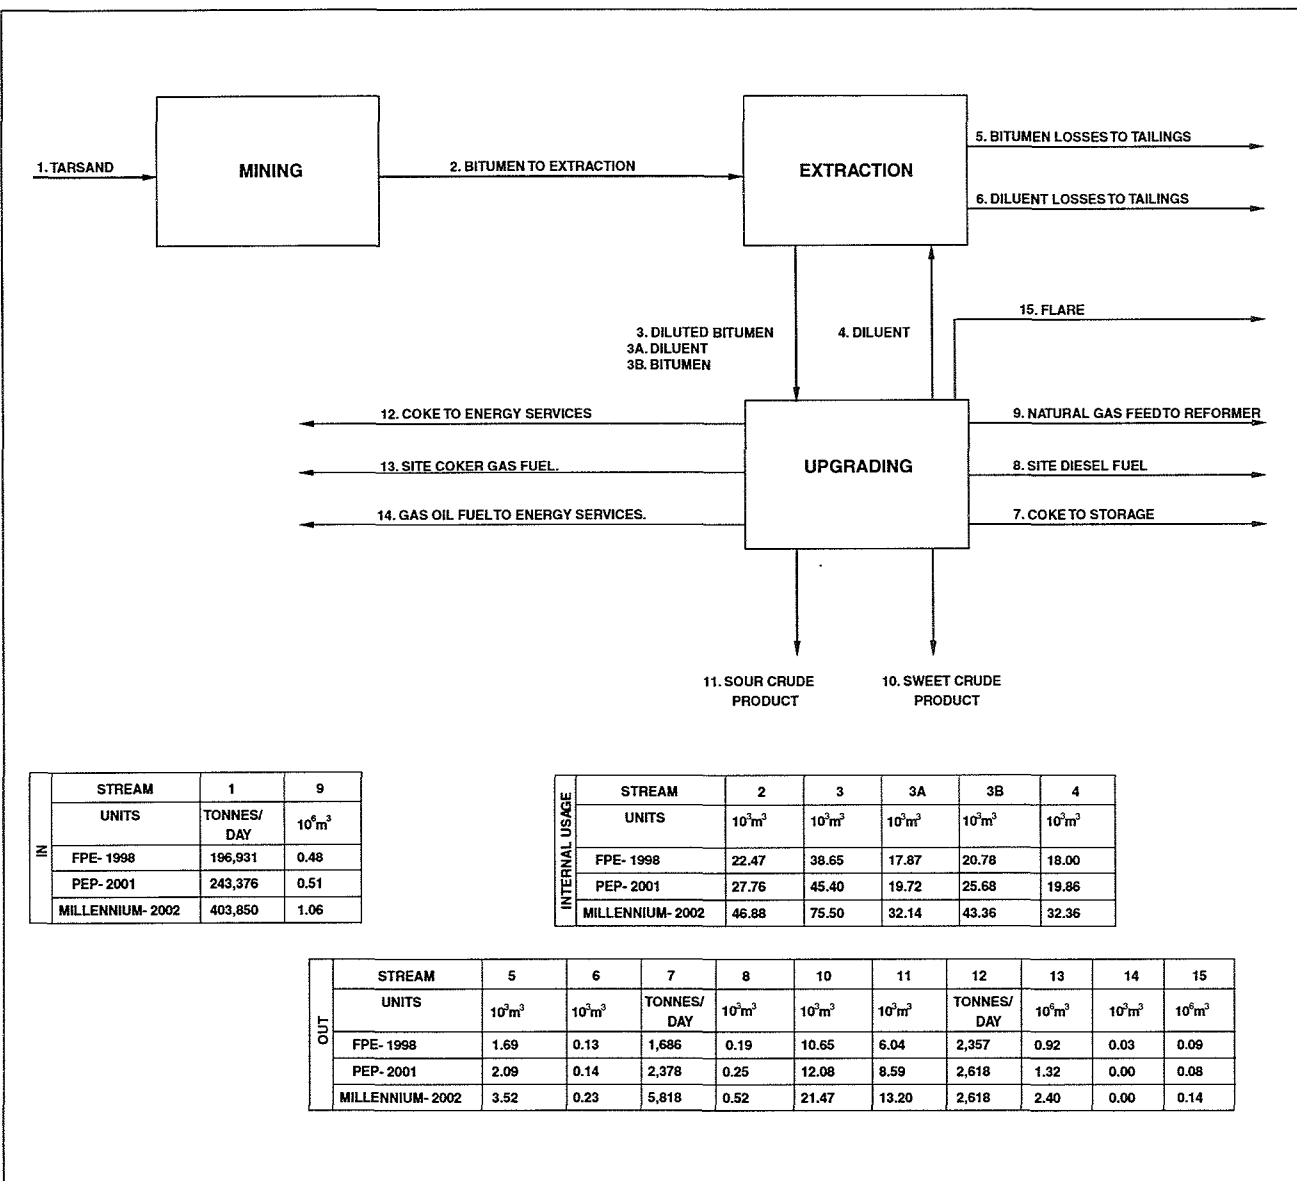 MINING
EXTRACTION
1. TARSAND
2. BITUMEN TO EXTRACTION
5. BITUMEN LOSSES TO TAILINGS
6. DILUENT LOSSES TO TAILINGS
15. FLARE
3. DILUTED BITUMEN
3A. DILUENT
3B. BITUMEN
4. DILUENT
12. COKE TO ENERGY SERVICES
13. SITE COKER GAS FUEL.
14. GAS OIL FUEL TO ENERGY SERVICES.
UPGRADING
9. NATURAL GAS FEED TO REFORMER
8. SITE DIESEL FUEL
7. COKE TO STORAGE
11. SOUR CRUDE
PRODUCT
10. SWEET CRUDE
PRODUCT
IN
STREAM 1 9
UNITS TONNES/ DAY 10⁶m³
FPE- 1998 196,931 0.48
PEP- 2001 243,376 0.51
MILLENNIUM- 2002 403,850 1.06
INTERNAL USAGE
STREAM 2 3 3A 3B 4
UNITS 10³m³ 10³m³ 10³m³ 10³m³ 10³m³
FPE- 1998 22.47 38.65 17.87 20.78 18.00
PEP- 2001 27.76 45.40 19.72 25.68 19.86
MILLENNIUM- 2002 46.88 75.50 32.14 43.36 32.36
OUT
STREAM 5 6 7 8 10 11 12 13 14 15
UNITS 10³m³ 10³m³ TONNES/ DAY 10³m³ 10³m³ 10³m³ TONNES/ DAY 10⁶m³ 10³m³ 10⁶m³
FPE- 1998 1.69 0.13 1,686 0.19 10.65 6.04 2,357 0.92 0.03 0.09
PEP- 2001 2.09 0.14 2,378 0.25 12.08 8.59 2,618 1.32 0.00 0.08
MILLENNIUM- 2002 3.52 0.23 5,818 0.52 21.47 13.20 2,618 2.40 0.00 0.14